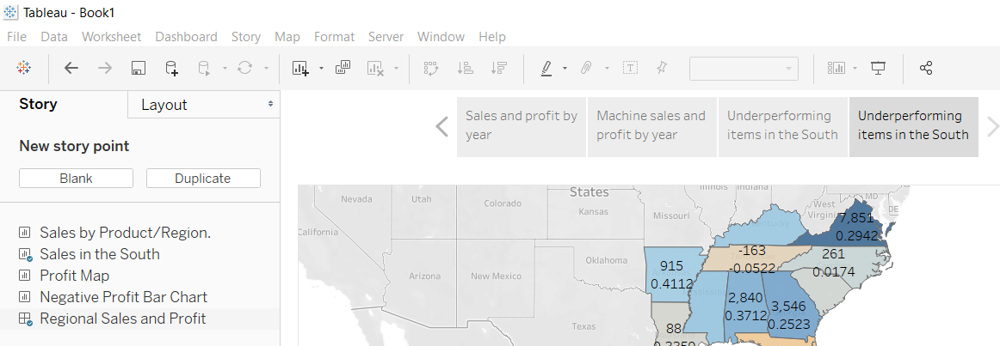 Tableau - Book1
File Data Worksheet Dashboard Story Map Format Server Window Help
Story
Layout
New story point
Blank
Duplicate
Sales by Product/Region.
Sales in the South
Profit Map
Negative Profit Bar Chart
Regional Sales and Profit
Sales and profit by
year
Machine sales and
profit by year
Underperforming
items in the South
Underperforming
items in the South
States
Illinois
Indiana
Nevada
Utah
Colorado
Kansas
Missouri
West
Virginia
MD
DE
California
Oklahoma
Arizona
New Mexico
Texas
7,851
0.2942
-163
-0.0522
261
0.0174
915
0.4112
2,840
0.3712
3,546
0.2523
88